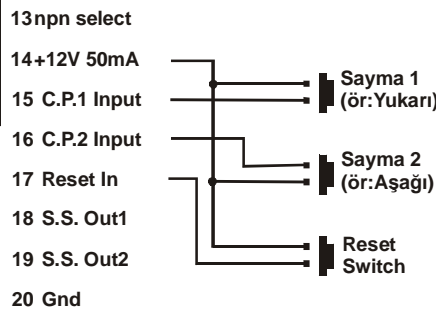 13 npn select
14 +12V 50mA
15 C.P.1 Input
16 C.P.2 Input
17 Reset In
18 S.S. Out1
19 S.S. Out2
20 Gnd
Sayma 1
(ör:Yukarı)
Sayma 2
(ör:Aşağı)
Reset
Switch